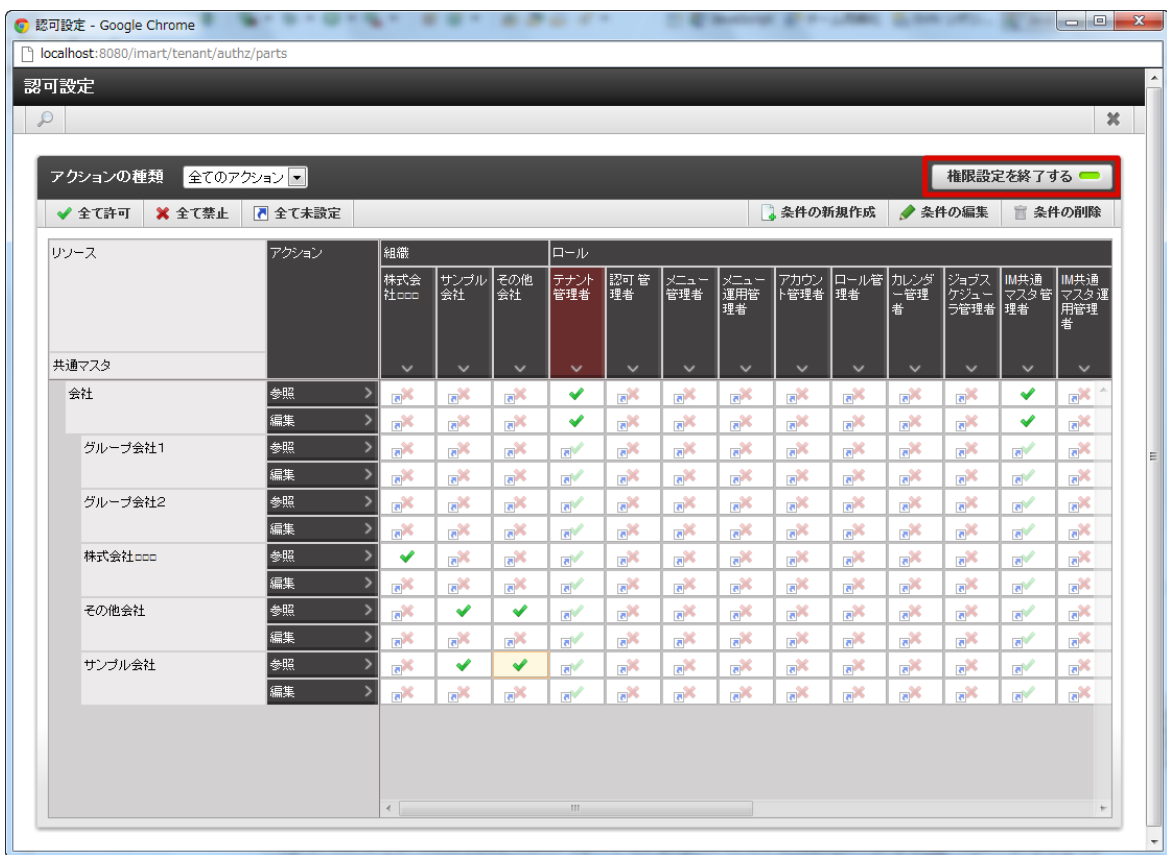 認可設定 - Google Chrome
localhost:8080/imart/tenant/authz/parts
認可設定
アクションの種類 全てのアクション 権限設定を終了する
全て許可 全て禁止 全て未設定 条件の新規作成 条件の編集 条件の削除
リソース アクション 組織 ロール
株式会社□□□ サンプル会社 その他会社 テナント管理者 認可管理者 メニュー管理者 メニュー運用管理者 アカウント管理者 ロール管理者 カレンダー管理者 ジョブスケジューラ管理者 IM共通マスタ管理者 IM共通マスタ運用管理者
共通マスタ
会社 参照
編集
グループ会社1 参照
編集
グループ会社2 参照
編集
株式会社□□□ 参照
編集
その他会社 参照
編集
サンプル会社 参照
編集